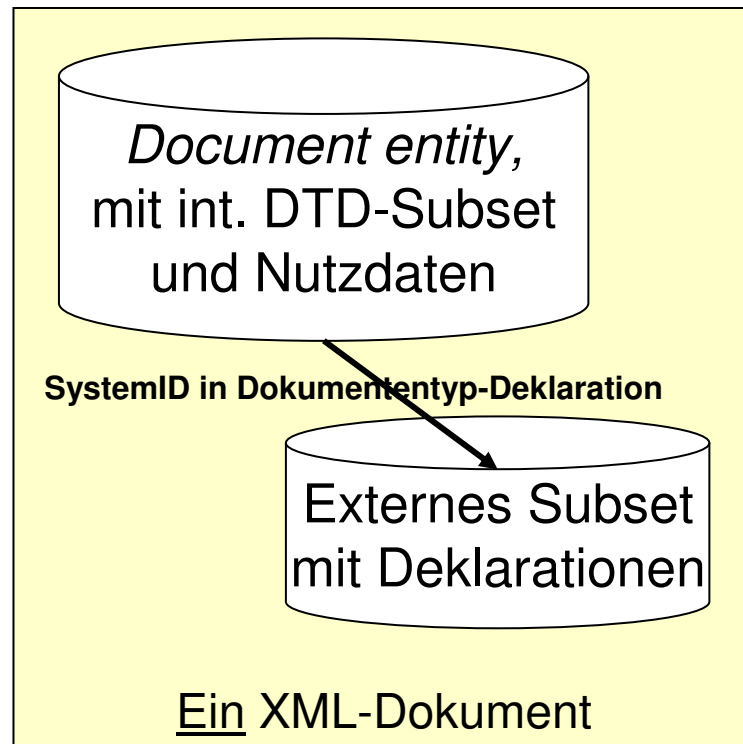 Document entity,
mit int. DTD-Subset
und Nutzdaten
SystemID in Dokumententyp-Deklaration
Externes Subset
mit Deklarationen
Ein XML-Dokument